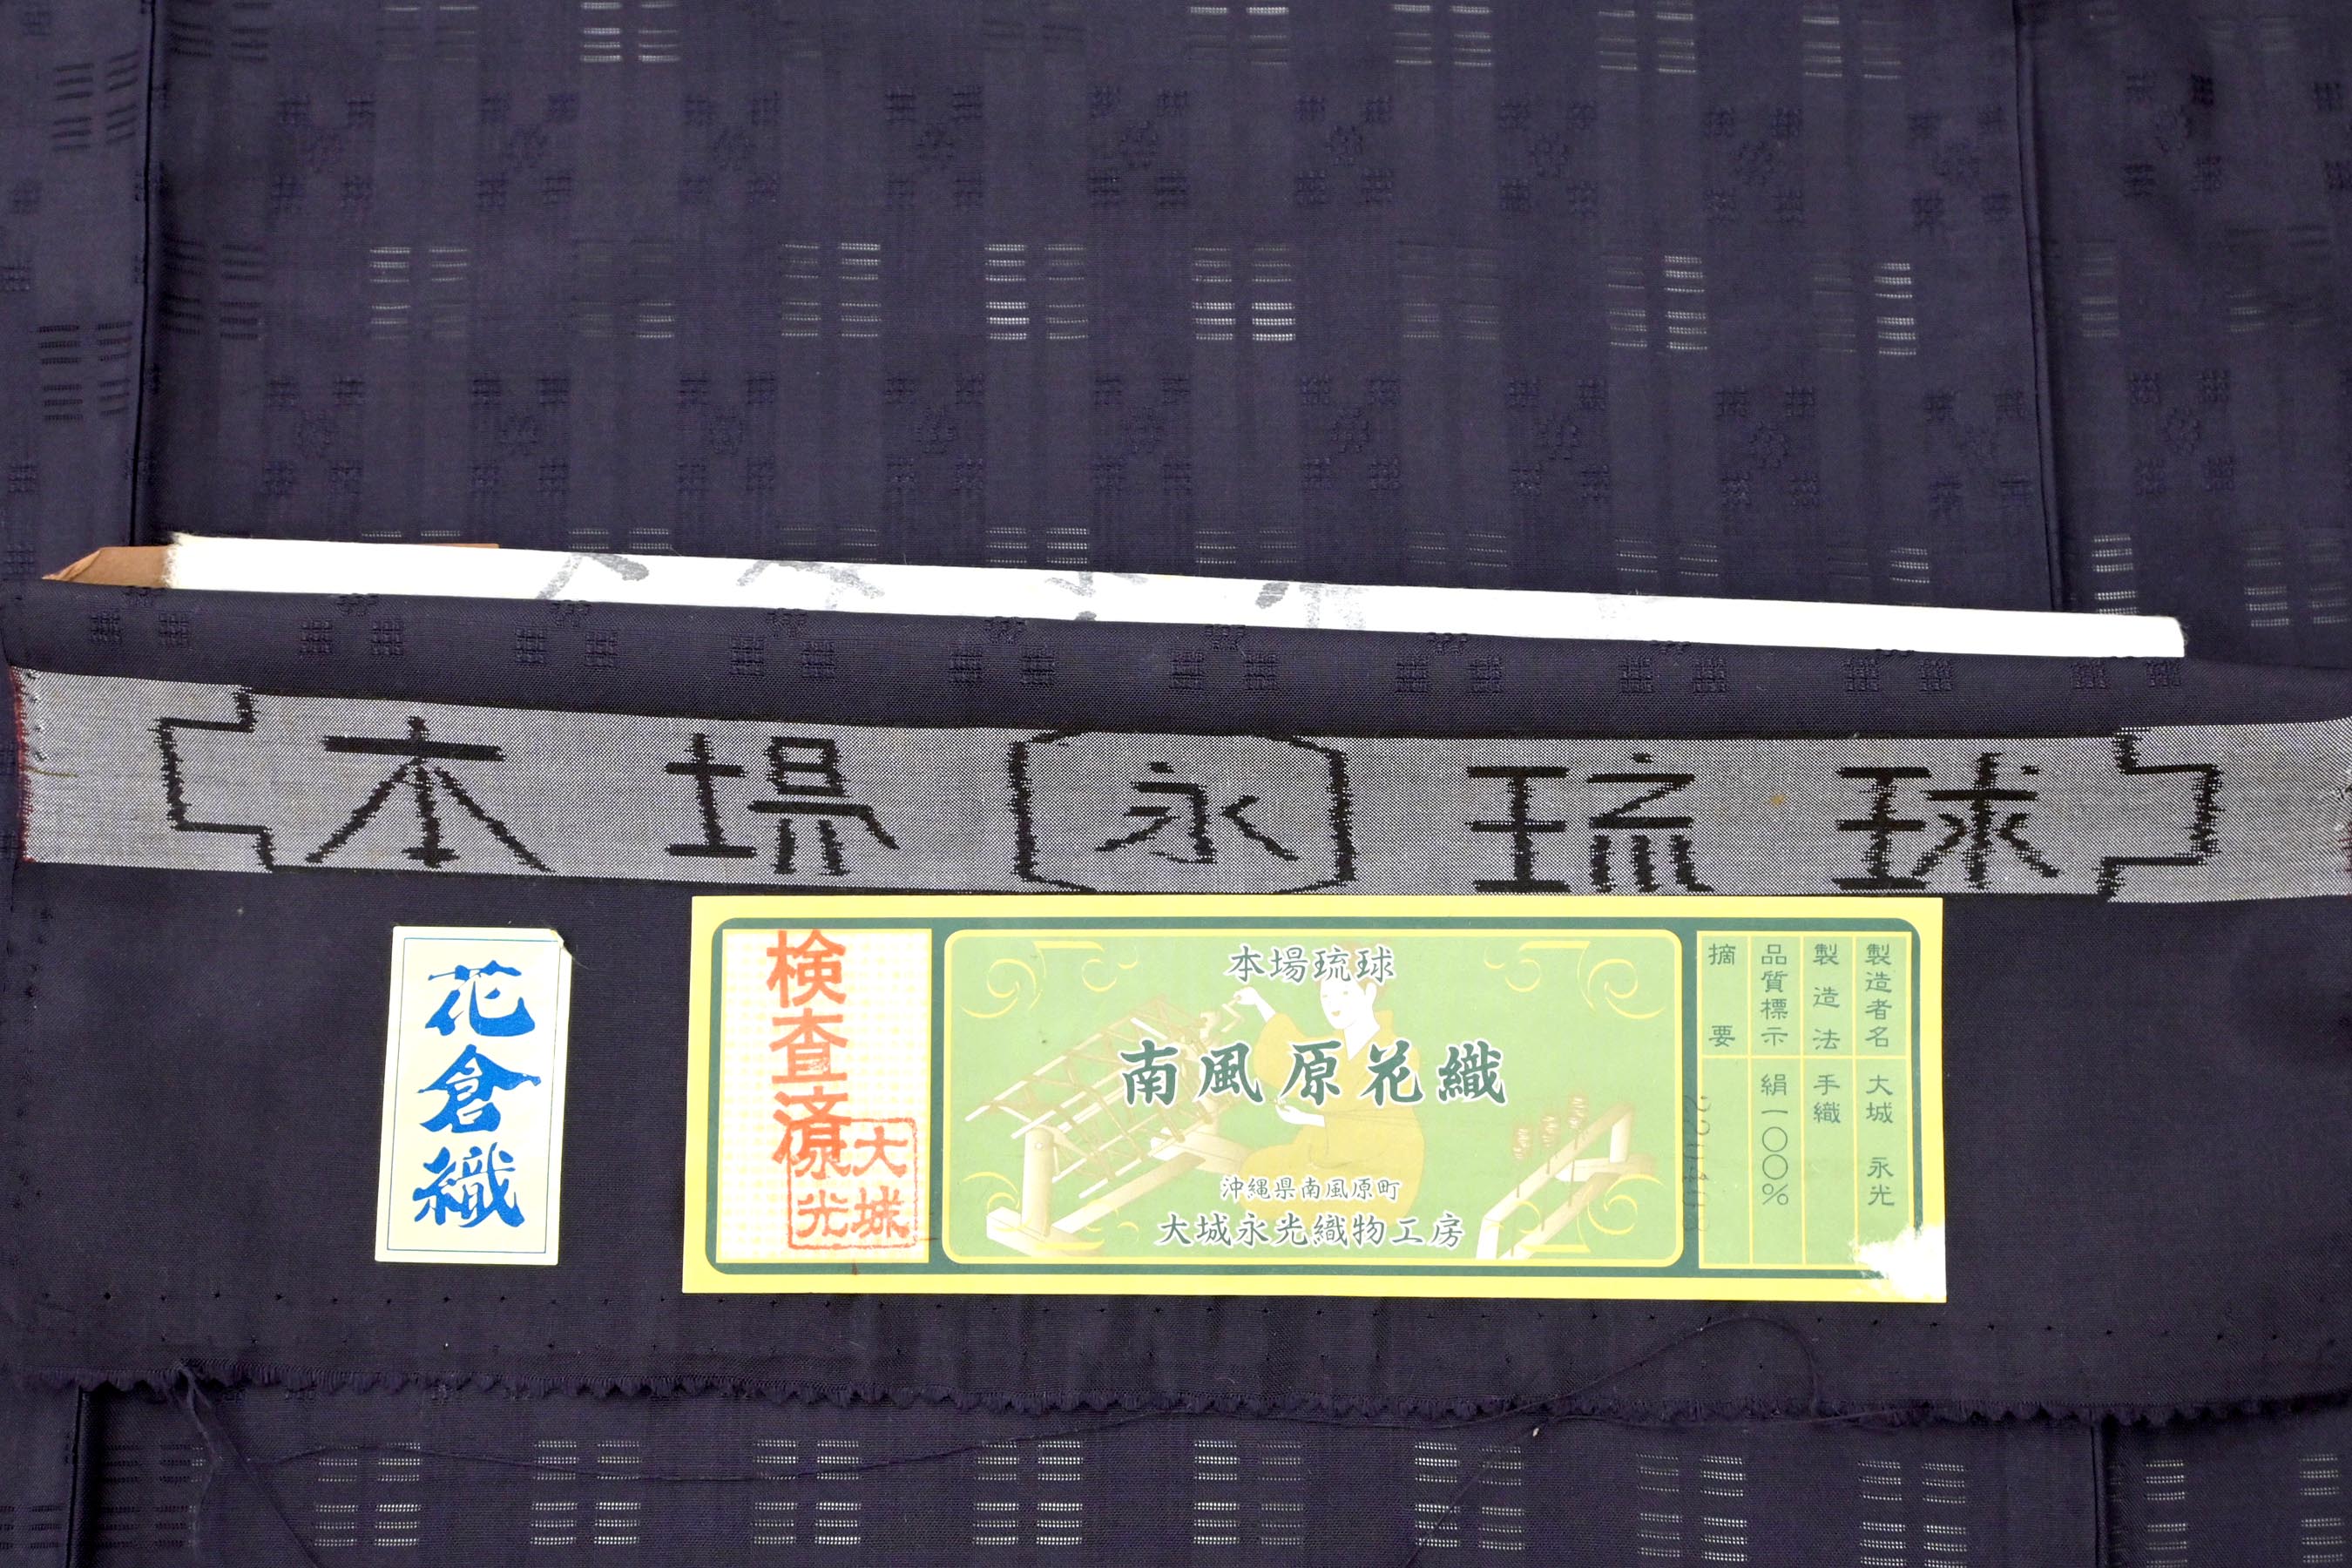 本場(永)琉球
花倉織
検査済
大城
永光
本場琉球
南風原花織
沖縄県南風原町
大城永光織物工房
製造者名 大城 永光
製造法 手織
品質標示 絹一〇〇%
摘要